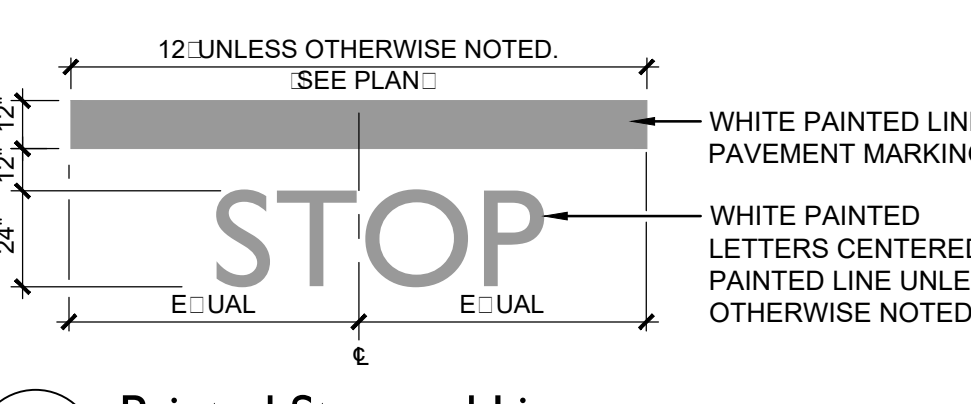 12□UNLESS OTHERWISE NOTED.
□SEE PLAN□
12"
12"
24"
STOP
E□UAL
E□UAL
℄
WHITE PAINTED LINE
PAVEMENT MARKING
WHITE PAINTED
LETTERS CENTERED
PAINTED LINE UNLE
OTHERWISE NOTED